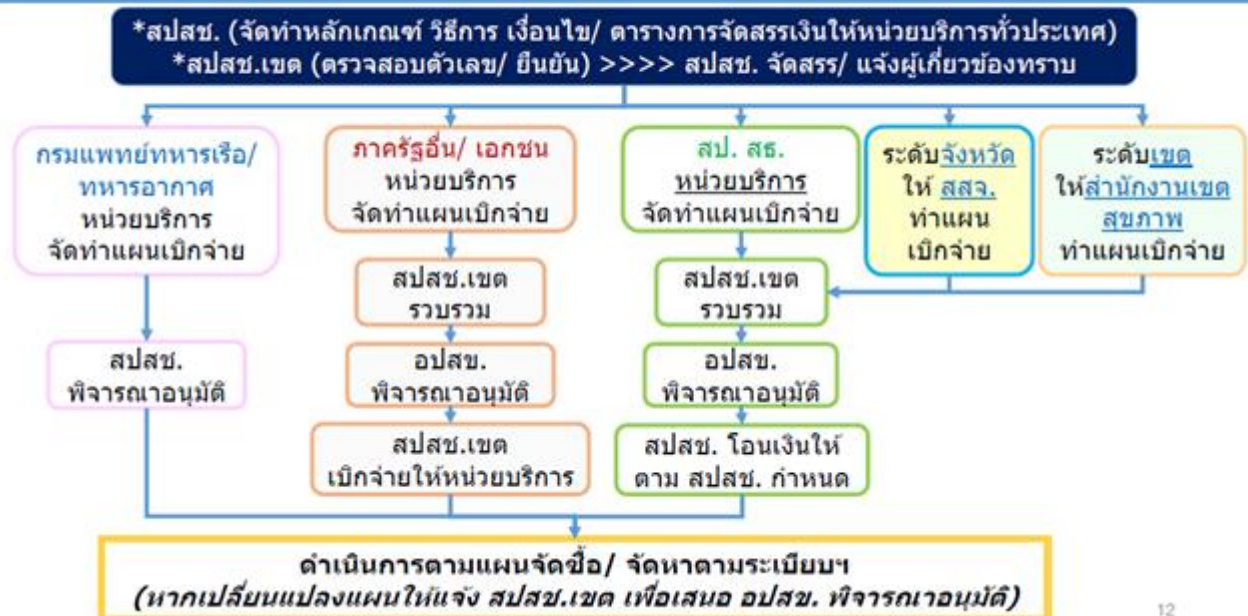 *สปสช. (จัดทำหลักเกณฑ์ วิธีการ เงื่อนไข/ ตารางการจัดสรรเงินให้หน่วยบริการทั่วประเทศ)
*สปสช.เขต (ตรวจสอบตัวเลข/ ยืนยัน) >>>> สปสช. จัดสรร/ แจ้งผู้เกี่ยวข้องทราบ
กรมแพทย์ทหารเรือ/
ทหารอากาศ
หน่วยบริการ
จัดทำแผนเบิกจ่าย
สปสช.
พิจารณาอนุมัติ
ภาครัฐอื่น/ เอกชน
หน่วยบริการ
จัดทำแผนเบิกจ่าย
สปสช.เขต
รวบรวม
อปสข.
พิจารณาอนุมัติ
สปสช.เขต
เบิกจ่ายให้หน่วยบริการ
สป. สธ.
หน่วยบริการ
จัดทำแผนเบิกจ่าย
สปสช.เขต
รวบรวม
อปสข.
พิจารณาอนุมัติ
สปสช. โอนเงินให้
ตาม สปสช. กำหนด
ระดับจังหวัด
ให้ สสจ.
ทำแผน
เบิกจ่าย
ระดับเขต
ให้สำนักงานเขต
สุขภาพ
ทำแผนเบิกจ่าย
ดำเนินการตามแผนจัดซื้อ/ จัดหาตามระเบียบฯ
(หากเปลี่ยนแปลงแผนให้แจ้ง สปสช.เขต เพื่อเสนอ อปสข. พิจารณาอนุมัติ)
12